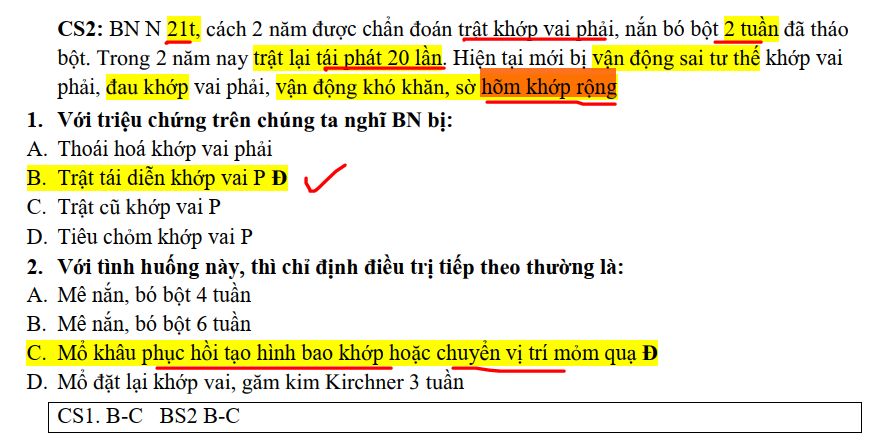 CS2: BN N 21t, cách 2 năm được chẩn đoán trật khớp vai phải, nắn bó bột 2 tuần đã tháo
bột. Trong 2 năm nay trật lại tái phát 20 lần. Hiện tại mới bị vận động sai tư thế khớp vai
phải, đau khớp vai phải, vận động khó khăn, sờ hõm khớp rộng
1. Với triệu chứng trên chúng ta nghĩ BN bị:
A. Thoái hoá khớp vai phải
B. Trật tái diễn khớp vai P Đ
C. Trật cũ khớp vai P
D. Tiêu chỏm khớp vai P
2. Với tình huống này, thì chỉ định điều trị tiếp theo thường là:
A. Mê nắn, bó bột 4 tuần
B. Mê nắn, bó bột 6 tuần
C. Mổ khâu phục hồi tạo hình bao khớp hoặc chuyển vị trí mỏm quạ Đ
D. Mổ đặt lại khớp vai, găm kim Kirchner 3 tuần
CS1. B-C BS2 B-C